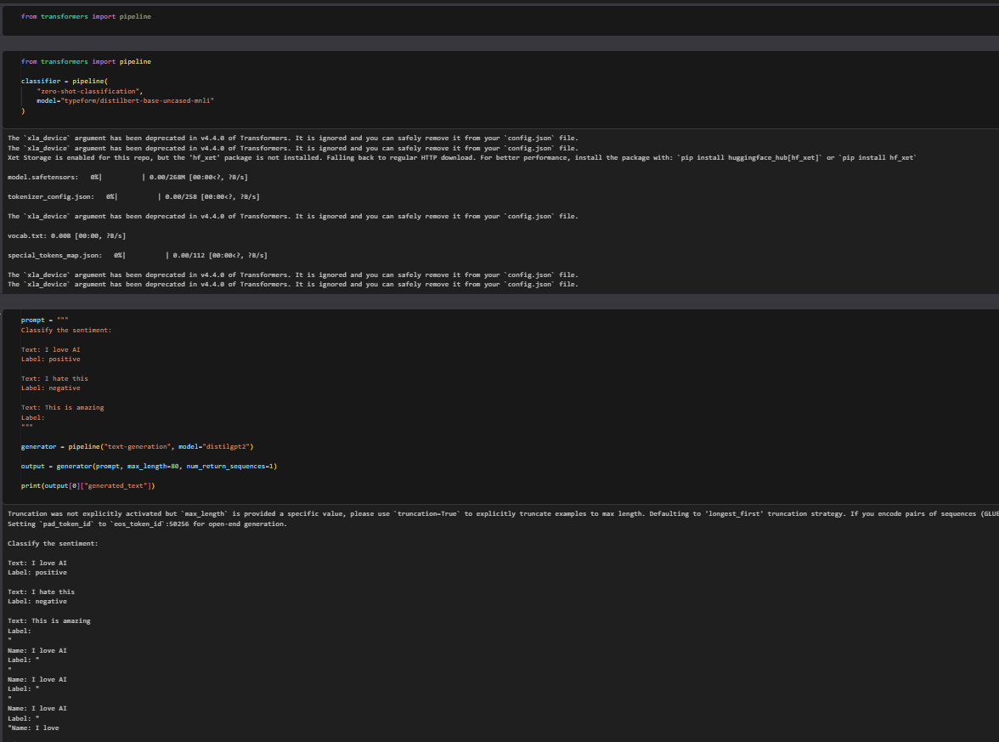 from transformers import pipeline
from transformers import pipeline
classifier = pipeline(
"zero-shot-classification",
model="typeform/distilbert-base-uncased-mnli"
)
The `xla_device` argument has been deprecated in v4.4.0 of Transformers. It is ignored and you can safely remove it from your `config.json` file.
The `xla_device` argument has been deprecated in v4.4.0 of Transformers. It is ignored and you can safely remove it from your `config.json` file.
Xet Storage is enabled for this repo, but the 'hf_xet' package is not installed. Falling back to regular HTTP download. For better performance, install the package with: `pip install huggingface_hub[hf_xet]` or `pip install hf_xet`
model.safetensors:   0%|          | 0.00/268M [00:00<?, ?B/s]
tokenizer_config.json:   0%|          | 0.00/258 [00:00<?, ?B/s]
The `xla_device` argument has been deprecated in v4.4.0 of Transformers. It is ignored and you can safely remove it from your `config.json` file.
vocab.txt: 0.00B [00:00, ?B/s]
special_tokens_map.json:   0%|          | 0.00/112 [00:00<?, ?B/s]
The `xla_device` argument has been deprecated in v4.4.0 of Transformers. It is ignored and you can safely remove it from your `config.json` file.
The `xla_device` argument has been deprecated in v4.4.0 of Transformers. It is ignored and you can safely remove it from your `config.json` file.
prompt = """
Classify the sentiment:
Text: I love AI
Label: positive
Text: I hate this
Label: negative
Text: This is amazing
Label:
"""
generator = pipeline("text-generation", model="distilgpt2")
output = generator(prompt, max_length=80, num_return_sequences=1)
print(output[0]["generated_text"])
Truncation was not explicitly activated but `max_length` is provided a specific value, please use `truncation=True` to explicitly truncate examples to max length. Defaulting to 'longest_first' truncation strategy. If you encode pairs of sequences (GLUE
Setting `pad_token_id` to `eos_token_id`:50256 for open-end generation.
Classify the sentiment:
Text: I love AI
Label: positive
Text: I hate this
Label: negative
Text: This is amazing
Label:
"
Name: I love AI
Label: "
"
Name: I love AI
Label: "
"
Name: I love AI
Label: "
"Name: I love